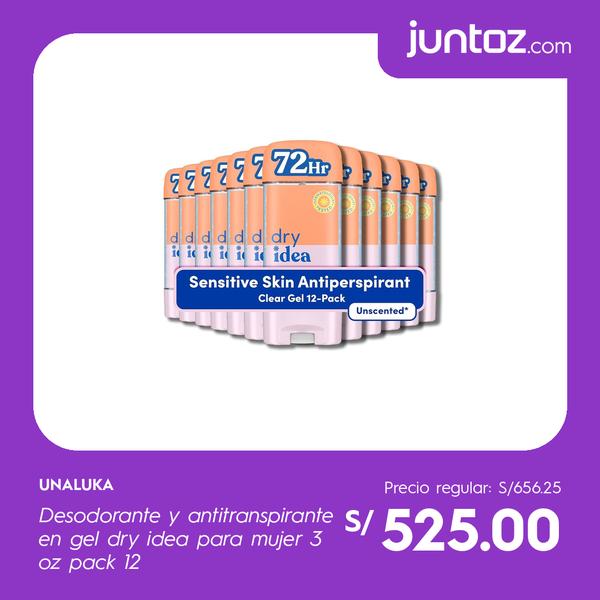 juntoz.com
72Hr
dry
idea
Sensitive Skin Antiperspirant
Clear Gel 12-Pack
Unscented*
UNALUKA
Desodorante y antitranspirante
en gel dry idea para mujer 3
oz pack 12
Precio regular: S/656.25
S/ 525.00